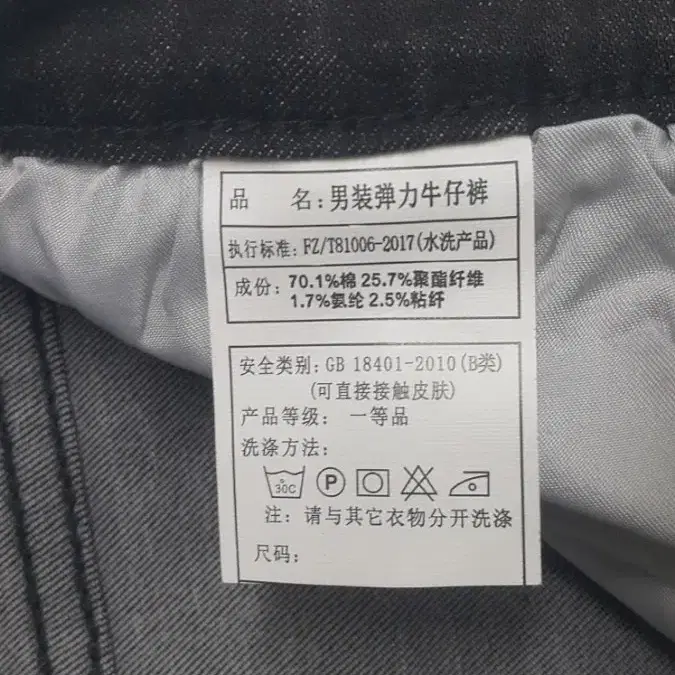 品 名：男装弹力牛仔裤
执行标准：FZ/T81006-2017(水洗产品)
成份：70.1%棉 25.7%聚酯纤维
1.7%氨纶 2.5%粘纤
安全类别：GB 18401-2010(B类)
(可直接接触皮肤)
产品等级： 一等品
洗涤方法：
30C P
注：请与其它衣物分开洗涤
尺码：